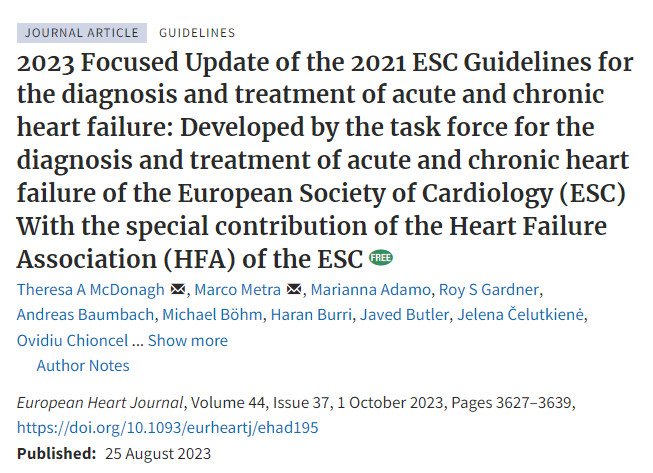 JOURNAL ARTICLE GUIDELINES
2023 Focused Update of the 2021 ESC Guidelines for
the diagnosis and treatment of acute and chronic
heart failure: Developed by the task force for the
diagnosis and treatment of acute and chronic heart
failure of the European Society of Cardiology (ESC)
With the special contribution of the Heart Failure
Association (HFA) of the ESC FREE
Theresa A McDonagh, Marco Metra, Marianna Adamo, Roy S Gardner,
Andreas Baumbach, Michael Böhm, Haran Burri, Javed Butler, Jelena Čelutkienė,
Ovidiu Chioncel ... Show more
Author Notes
European Heart Journal, Volume 44, Issue 37, 1 October 2023, Pages 3627–3639,
https://doi.org/10.1093/eurheartj/ehad195
Published: 25 August 2023